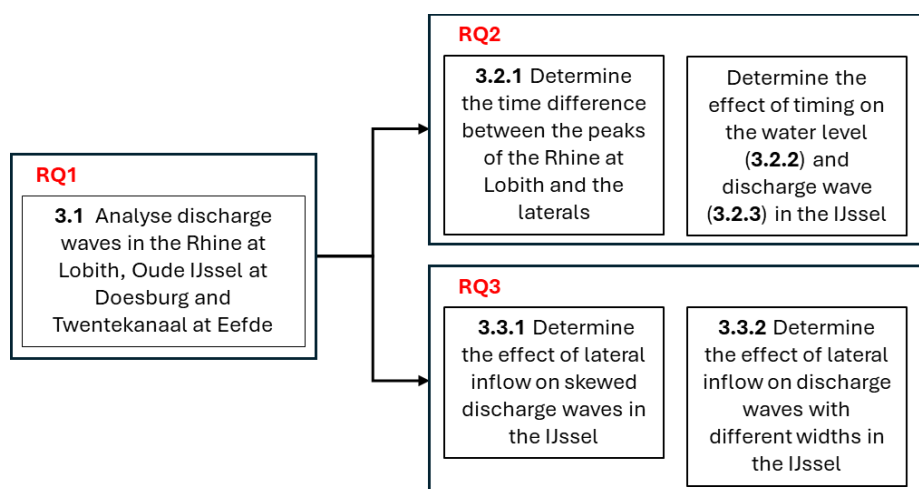 RQ1
3.1 Analyse discharge
waves in the Rhine at
Lobith, Oude IJssel at
Doesburg and
Twentekanaal at Eefde
RQ2
3.2.1 Determine
the time difference
between the peaks
of the Rhine at
Lobith and the
laterals
Determine the
effect of timing on
the water level
(3.2.2) and
discharge wave
(3.2.3) in the IJssel
RQ3
3.3.1 Determine
the effect of lateral
inflow on skewed
discharge waves in
the IJssel
3.3.2 Determine
the effect of lateral
inflow on discharge
waves with
different widths in
the IJssel